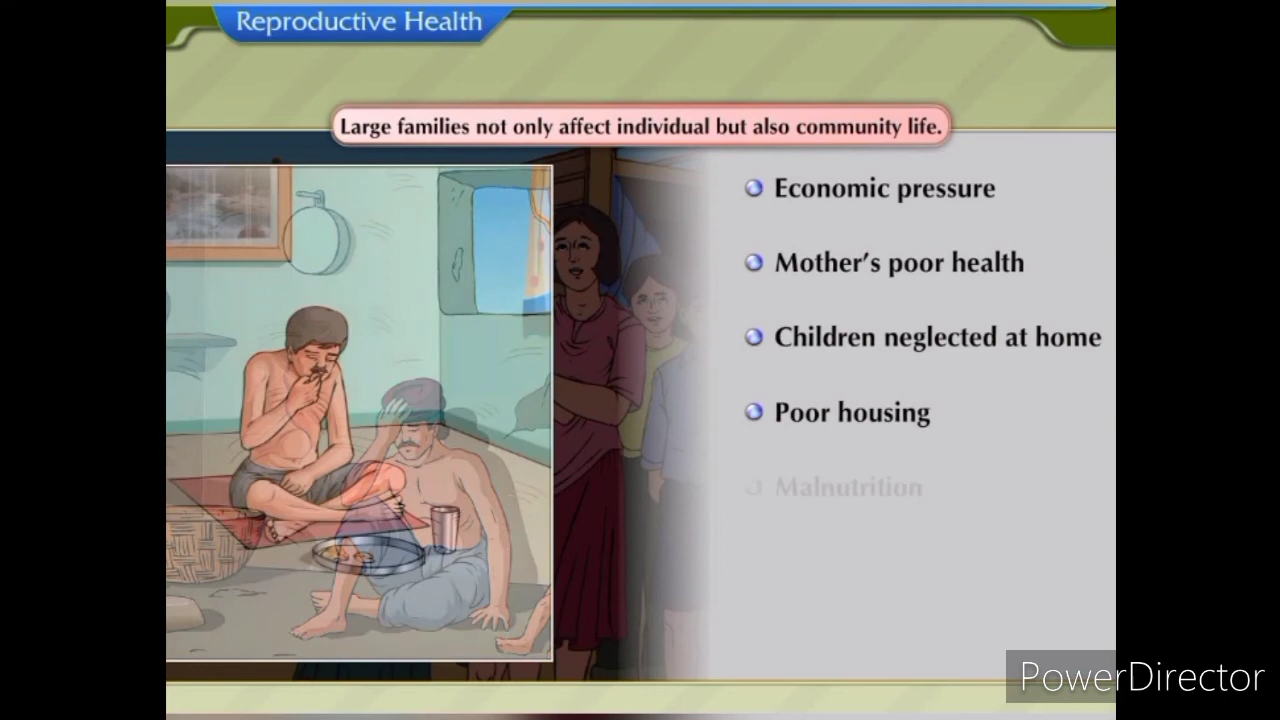 Reproductive Health
Large families not only affect individual but also community life.
Economic pressure
Mother's poor health
Children neglected at home
Poor housing
Malnutrition
PowerDirector